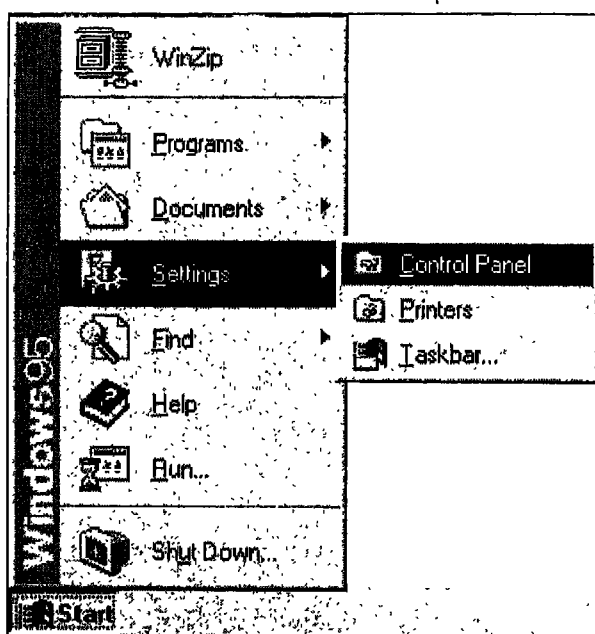 WinZip
Programs
Documents
Settings
Control Panel
Printers
Taskbar...
Find
Help
Run...
Shut Down...
Windows95
Start